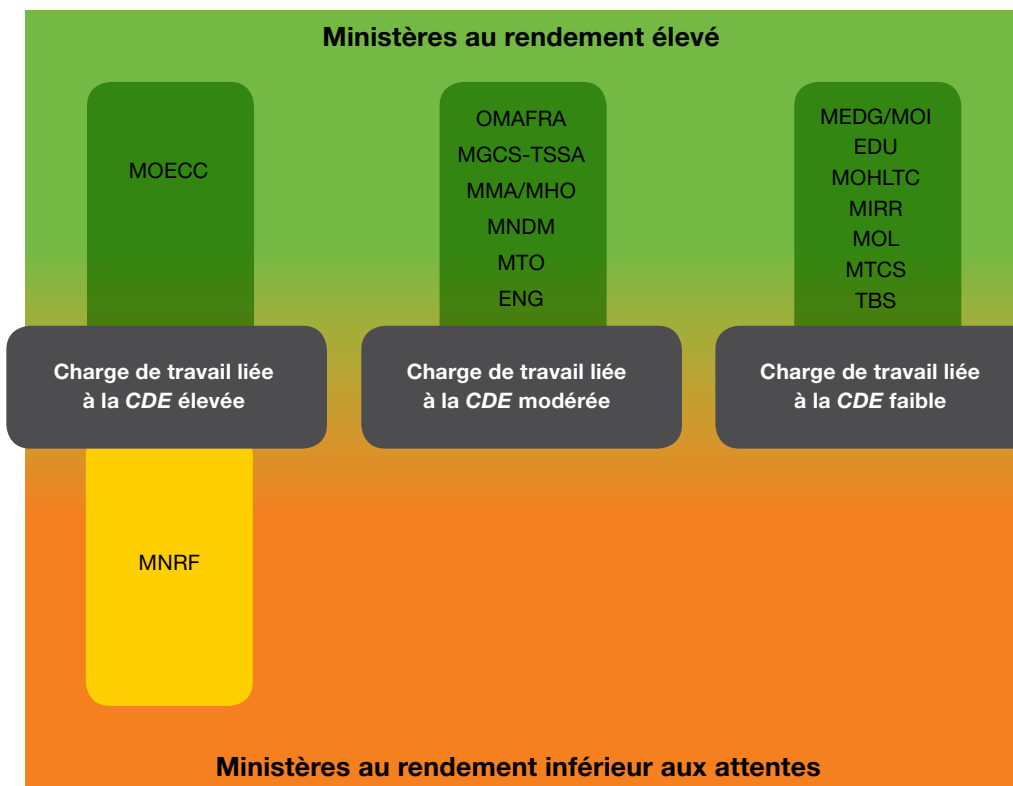 Ministères au rendement élevé
MOECC
OMAFRA
MGCS-TSSA
MMA/MHO
MNDM
MTO
ENG
MEDG/MOI
EDU
MOHLTC
MIRR
MOL
MTCS
TBS
Charge de travail liée
à la CDE élevée
Charge de travail liée
à la CDE modérée
Charge de travail liée
à la CDE faible
MNRF
Ministères au rendement inférieur aux attentes